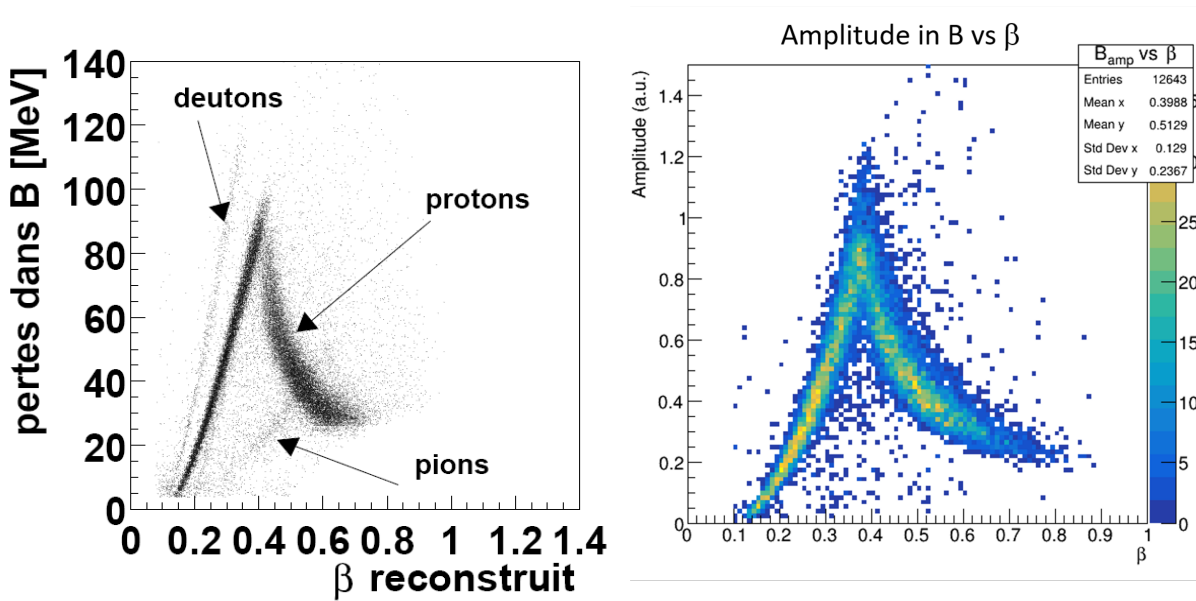 140
120
100
80
60
40
20
0
pertes dans B [MeV]
deutons
protons
pions
0 0.2 0.4 0.6 0.8 1 1.2 1.4
β reconstruit
Amplitude in B vs β
Amplitude (a.u.)
1.4
1.2
1
0.8
0.6
0.4
0.2
0
0 0.1 0.2 0.3 0.4 0.5 0.6 0.7 0.8 0.9 1
β
Bamp vs β
Entries 12643
Mean x 0.3988
Mean y 0.5129
Std Dev x 0.129
Std Dev y 0.2367
25
20
15
10
5
0